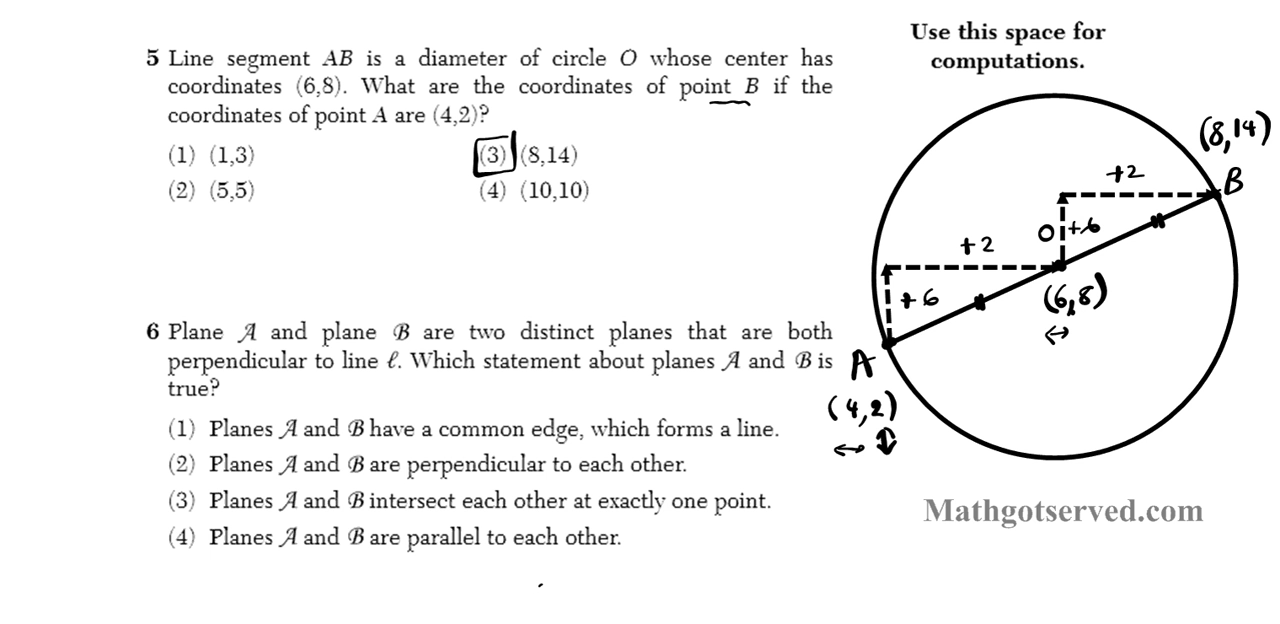 5 Line segment AB is a diameter of circle O whose center has
coordinates (6,8). What are the coordinates of point B if the
coordinates of point A are (4,2)?
(1) (1,3)
(3) (8,14)
(2) (5,5)
(4) (10,10)
6 Plane 𝒜 and plane ℬ are two distinct planes that are both
perpendicular to line ℓ. Which statement about planes 𝒜 and ℬ is
true?
(1) Planes 𝒜 and ℬ have a common edge, which forms a line.
(2) Planes 𝒜 and ℬ are perpendicular to each other.
(3) Planes 𝒜 and ℬ intersect each other at exactly one point.
(4) Planes 𝒜 and ℬ are parallel to each other.
Use this space for
computations.
(8,14)
+2
B
O
+6
+2
+6
(6,8)
↔
A
(4,2)
↔ ↕
Mathgotserved.com